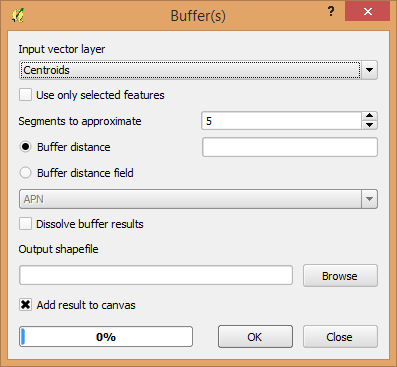 Buffer(s)
?
Input vector layer
Centroids
Use only selected features
Segments to approximate 5
Buffer distance
Buffer distance field
APN
Dissolve buffer results
Output shapefile
Browse
Add result to canvas
0% OK Close